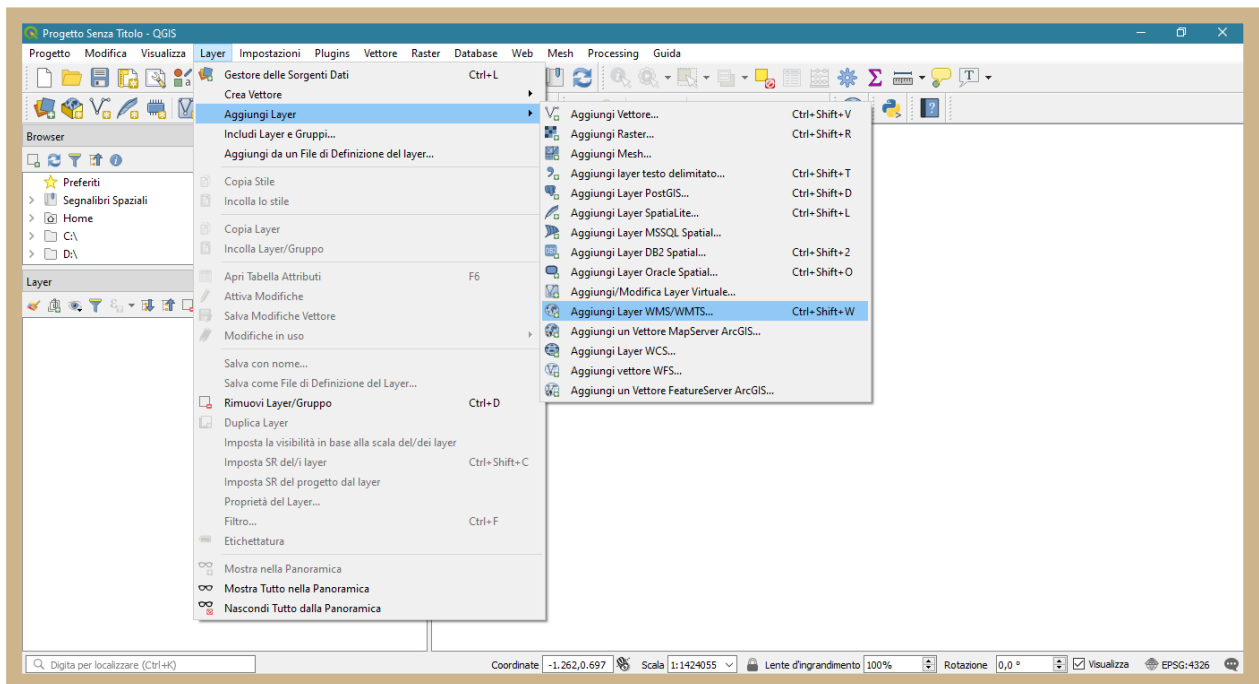 Progetto Senza Titolo - QGIS
Progetto Modifica Visualizza Layer Impostazioni Plugins Vettore Raster Database Web Mesh Processing Guida
Gestore delle Sorgenti Dati Ctrl+L
Crea Vettore
Aggiungi Layer
Includi Layer e Gruppi...
Aggiungi da un File di Definizione del layer...
Copia Stile
Incolla lo stile
Copia Layer
Incolla Layer/Gruppo
Apri Tabella Attributi F6
Attiva Modifiche
Salva Modifiche Vettore
Modifiche in uso
Salva con nome...
Salva come File di Definizione del Layer...
Rimuovi Layer/Gruppo Ctrl+D
Duplica Layer
Imposta la visibilità in base alla scala del/dei layer
Imposta SR del/i layer Ctrl+Shift+C
Imposta SR del progetto dal layer
Proprietà del Layer...
Filtro... Ctrl+F
Etichettatura
Mostra nella Panoramica
Mostra Tutto nella Panoramica
Nascondi Tutto dalla Panoramica
Aggiungi Vettore... Ctrl+Shift+V
Aggiungi Raster... Ctrl+Shift+R
Aggiungi Mesh...
Aggiungi layer testo delimitato... Ctrl+Shift+T
Aggiungi Layer PostGIS... Ctrl+Shift+D
Aggiungi Layer SpatiaLite... Ctrl+Shift+L
Aggiungi Layer MSSQL Spatial...
Aggiungi Layer DB2 Spatial... Ctrl+Shift+2
Aggiungi Layer Oracle Spatial... Ctrl+Shift+O
Aggiungi/Modifica Layer Virtuale...
Aggiungi Layer WMS/WMTS... Ctrl+Shift+W
Aggiungi un Vettore MapServer ArcGIS...
Aggiungi Layer WCS...
Aggiungi vettore WFS...
Aggiungi un Vettore FeatureServer ArcGIS...
Browser
Preferiti
Segnalibri Spaziali
Home
C:\
D:\
Layer
Digita per localizzare (Ctrl+K) Coordinate -1.262,0.697 Scala 1:1424055 Lente d'ingrandimento 100% Rotazione 0,0 ° Visualizza EPSG:4326